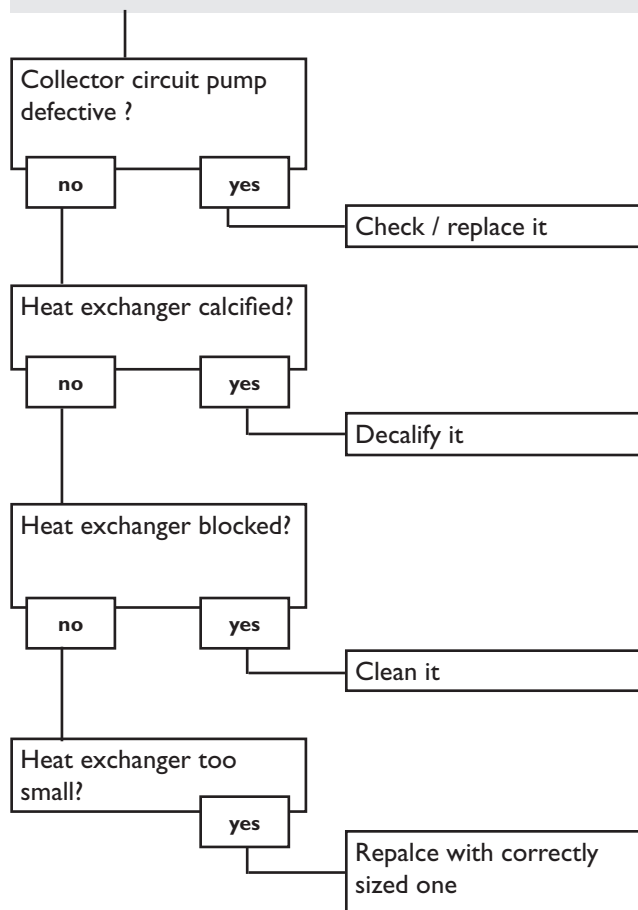 Collector circuit pump
defective ?
no
yes
Check / replace it
Heat exchanger calcified?
no
yes
Decalify it
Heat exchanger blocked?
no
yes
Clean it
Heat exchanger too
small?
yes
Repalce with correctly
sized one